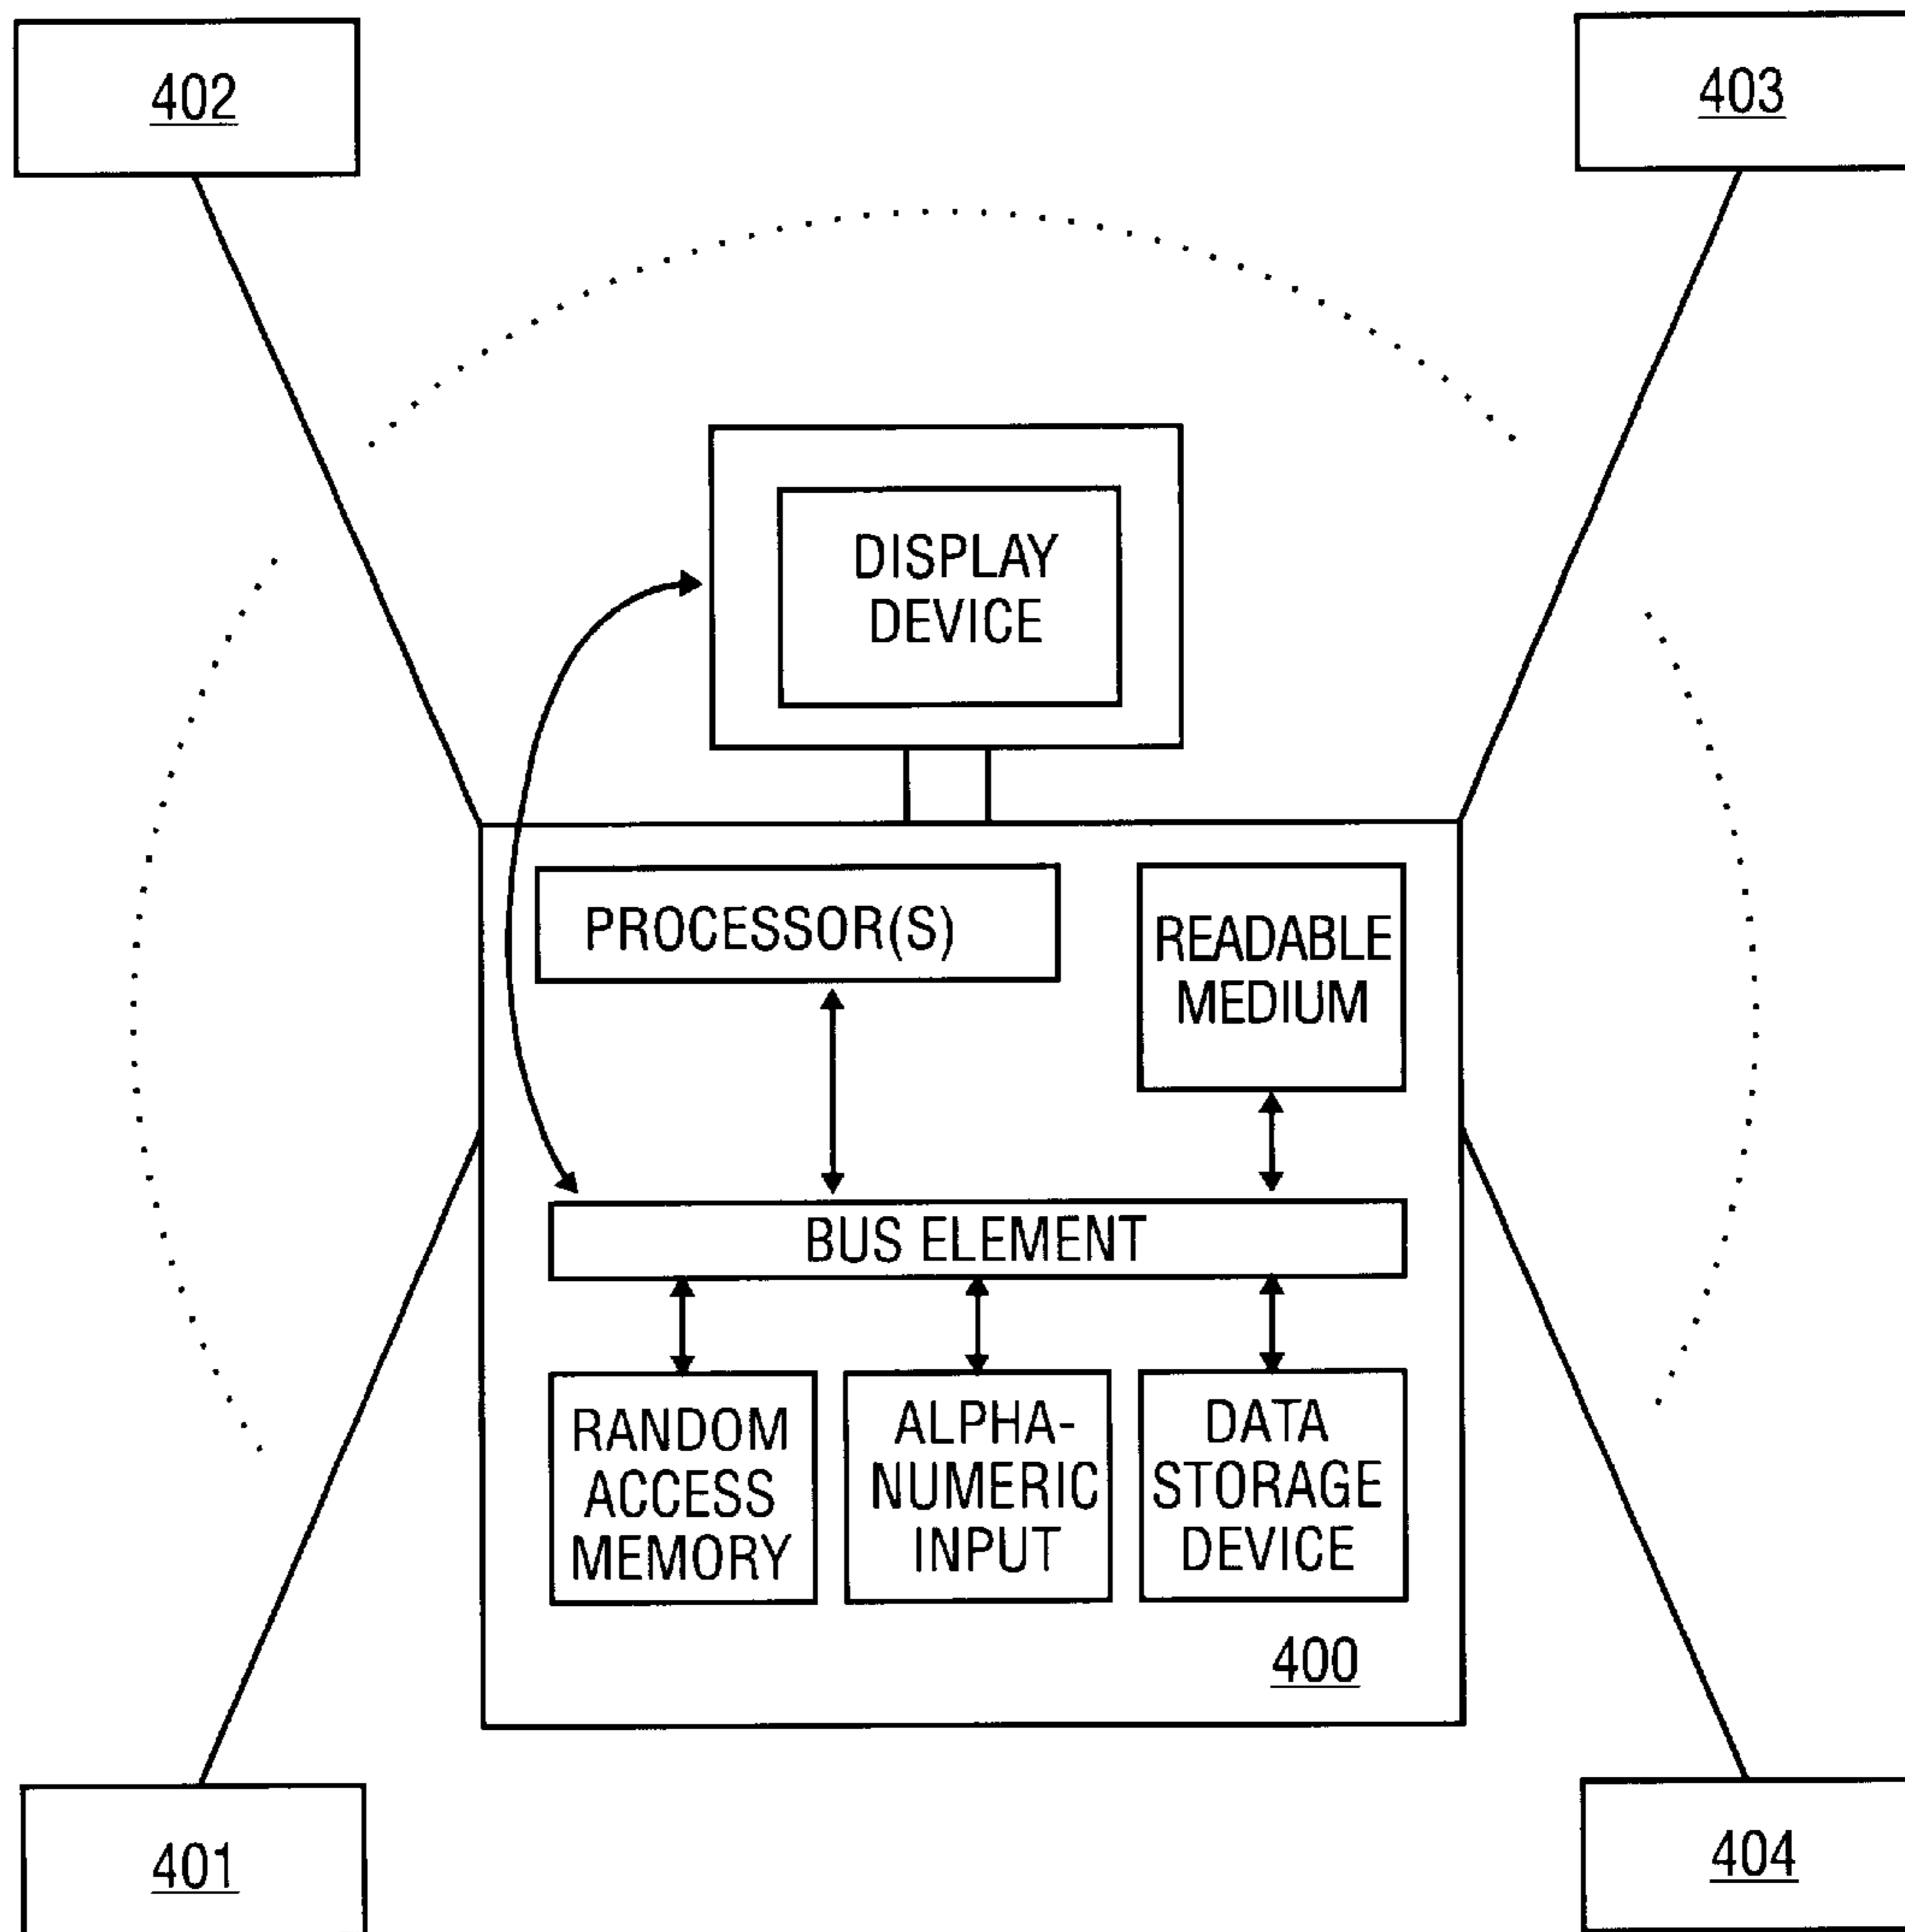 402
403
DISPLAY
DEVICE
PROCESSOR(S)
READABLE
MEDIUM
BUS ELEMENT
RANDOM
ACCESS
MEMORY
ALPHA-
NUMERIC
INPUT
DATA
STORAGE
DEVICE
400
401
404